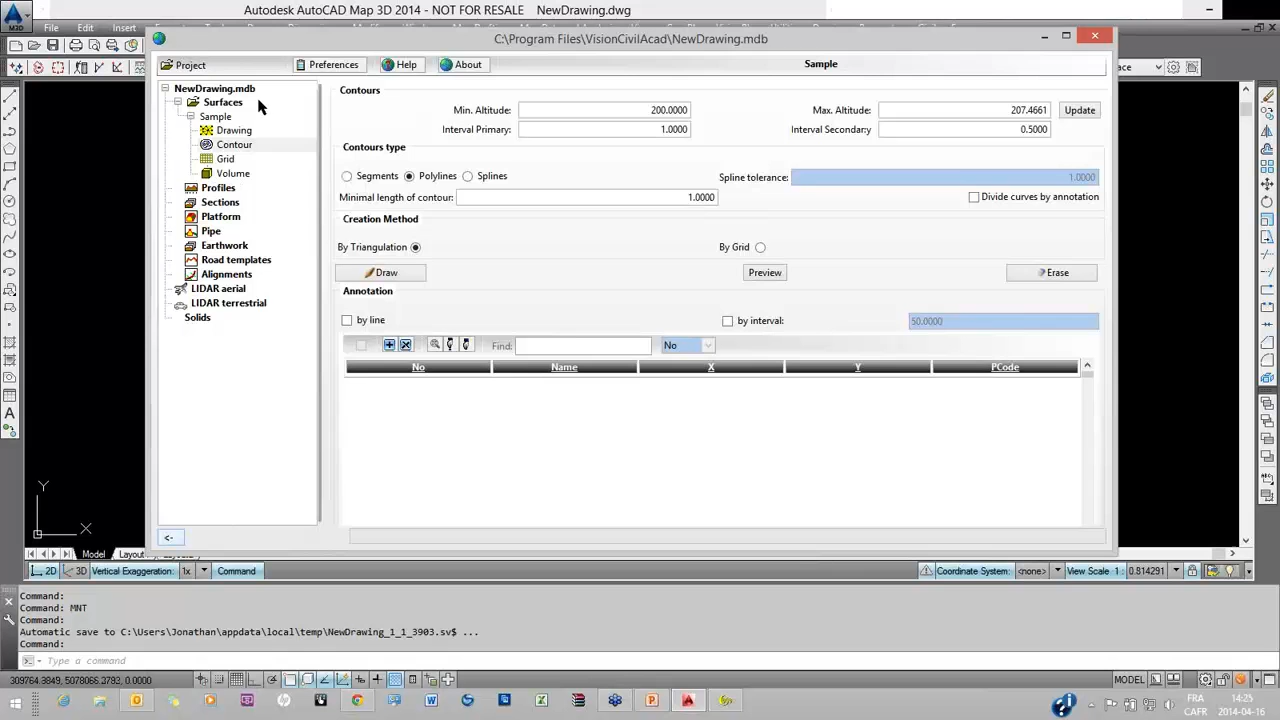 Autodesk AutoCAD Map 3D 2014 - NOT FOR RESALE NewDrawing.dwg
File Edit View Insert
C:\Program Files\VisionCivilAcad\NewDrawing.mdb
Project Preferences Help About Sample
NewDrawing.mdb
Surfaces
Sample
Drawing
Contour
Grid
Volume
Profiles
Sections
Platform
Pipe
Earthwork
Road templates
Alignments
LIDAR aerial
LIDAR terrestrial
Solids
<-
Contours
Min. Altitude: 200.0000 Max. Altitude: 207.4661 Update
Interval Primary: 1.0000 Interval Secondary: 0.5000
Contours type
Segments Polylines Splines Spline tolerance: 1.0000
Minimal length of contour: 1.0000 Divide curves by annotation
Creation Method
By Triangulation By Grid
Draw Preview Erase
Annotation
by line by interval: 50.0000
Find: No
No Name X Y PCode
Y
X
Model Layout
2D 3D Vertical Exaggeration: 1x Command Coordinate System: <none> View Scale 1 : 0.814291
Command:
Command: MNT
Command:
Automatic save to C:\Users\Jonathan\appdata\local\temp\NewDrawing_1_1_3903.sv$ ...
Command:
Type a command
309764.3849, 5078066.3793, 0.0000 MODEL
FRA
CAFR
14:25
2014-04-16